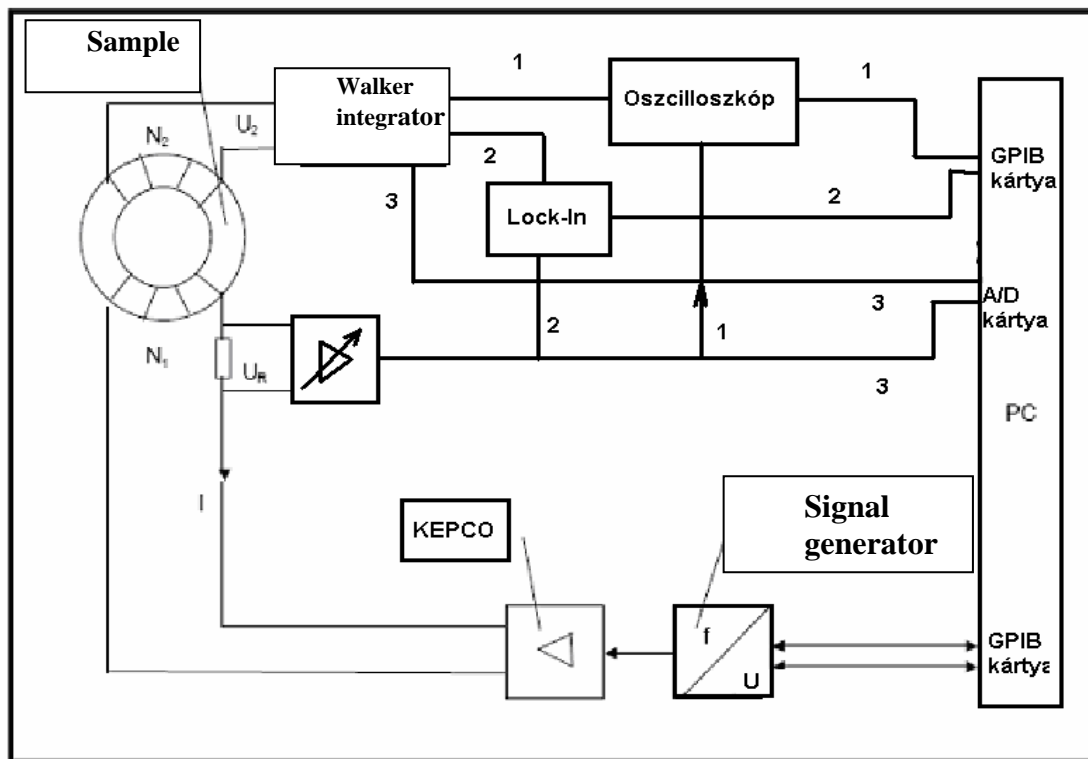 Sample
Walker
integrator
1
Oszcilloszkóp
1
U2
N2
2
GPIB
kártya
3
Lock-In
2
3
A/D
kártya
N1
UR
2
1
3
PC
I
KEPCO
Signal
generator
f
U
GPIB
kártya